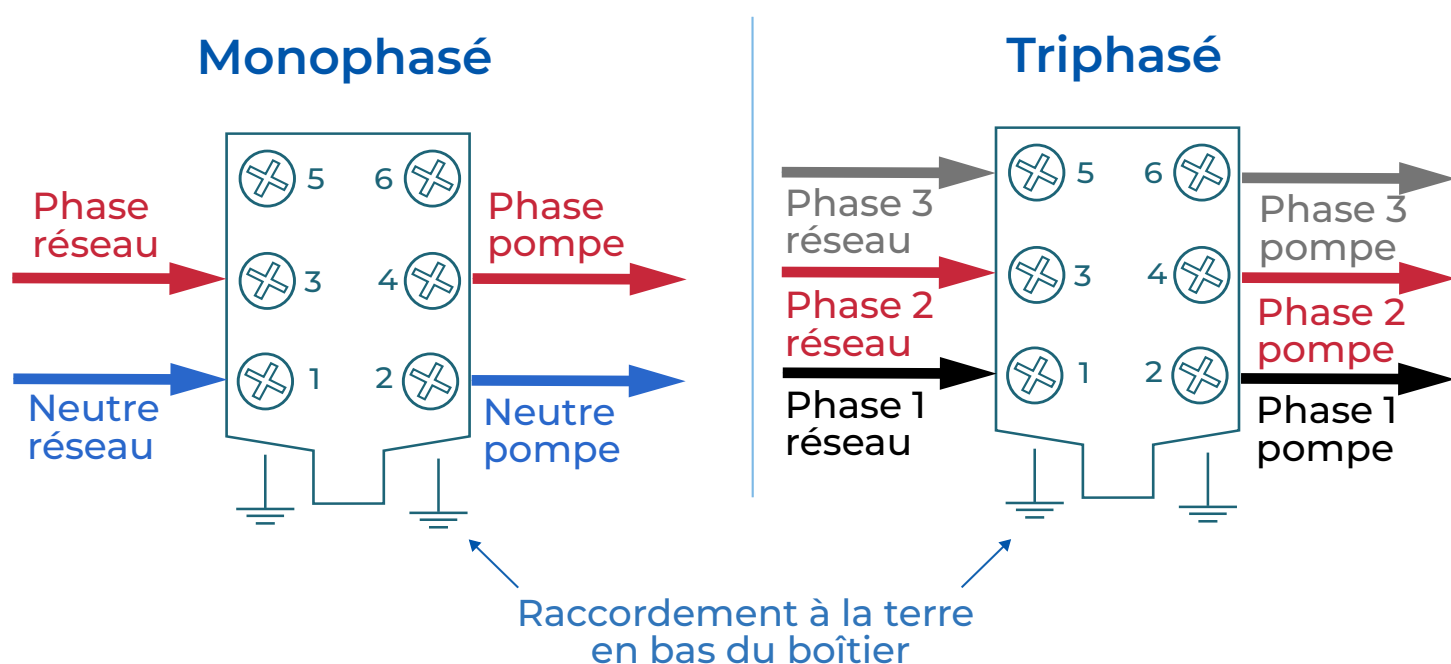 Monophasé
5 6
Phase
réseau
Phase
pompe
3 4
1 2
Neutre
réseau
Neutre
pompe
Triphasé
5 6
Phase 3
réseau
Phase 3
pompe
3 4
Phase 2
réseau
Phase 2
pompe
1 2
Phase 1
réseau
Phase 1
pompe
Raccordement à la terre
en bas du boîtier